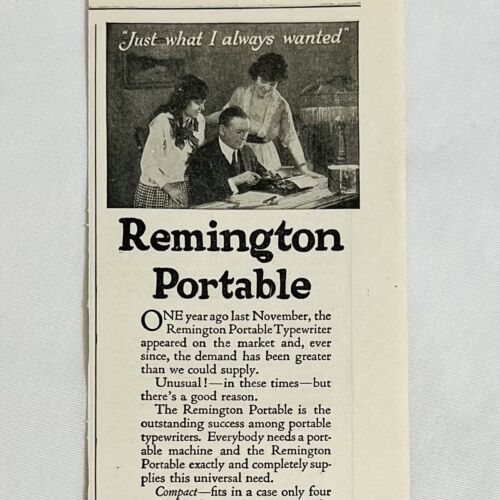 "Just what I always wanted"
Remington
Portable
ONE year ago last November, the
Remington Portable Typewriter
appeared on the market and, ever
since, the demand has been greater
than we could supply.
Unusual!—in these times—but
there's a good reason.
The Remington Portable is the
outstanding success among portable
typewriters. Everybody needs a port-
able machine and the Remington
Portable exactly and completely sup-
plies this universal need.
Compact—fits in a case only four